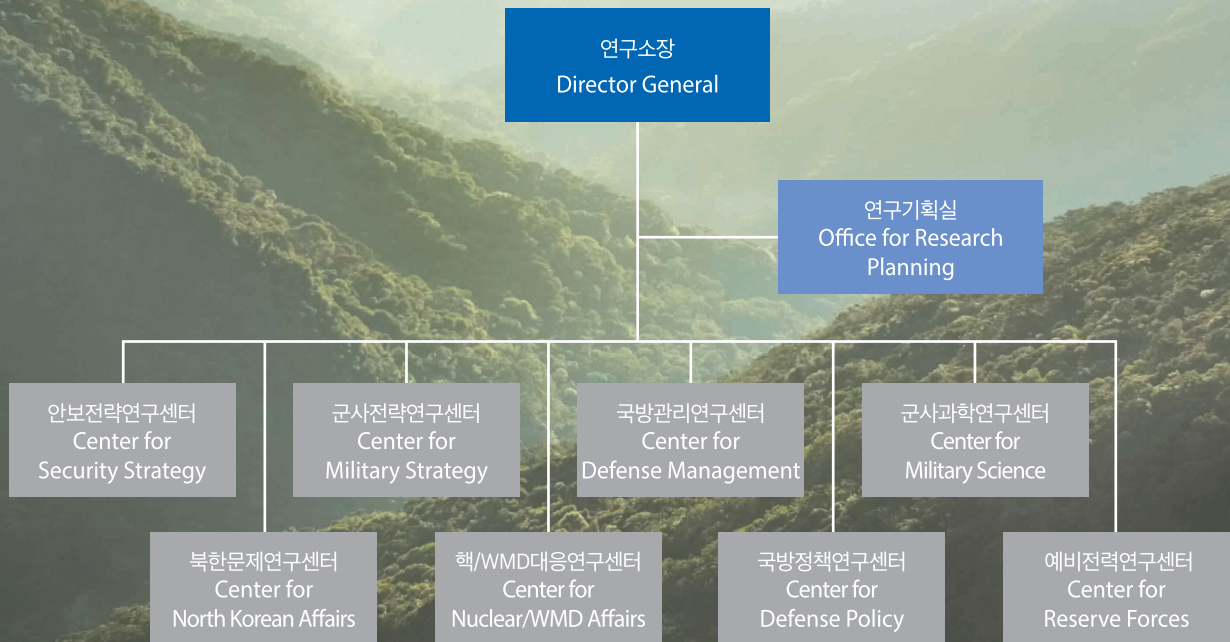 연구소장
Director General
연구기획실
Office for Research
Planning
안보전략연구센터
Center for
Security Strategy
군사전략연구센터
Center for
Military Strategy
국방관리연구센터
Center for
Defense Management
군사과학연구센터
Center for
Military Science
북한문제연구센터
Center for
North Korean Affairs
핵/WMD대응연구센터
Center for
Nuclear/WMD Affairs
국방정책연구센터
Center for
Defense Policy
예비전력연구센터
Center for
Reserve Forces